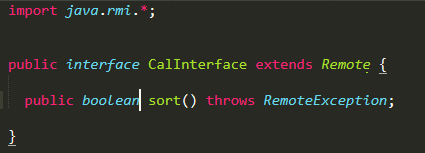 import java.rmi.*;
public interface CalInterface extends Remote {
public boolean sort() throws RemoteException;
}